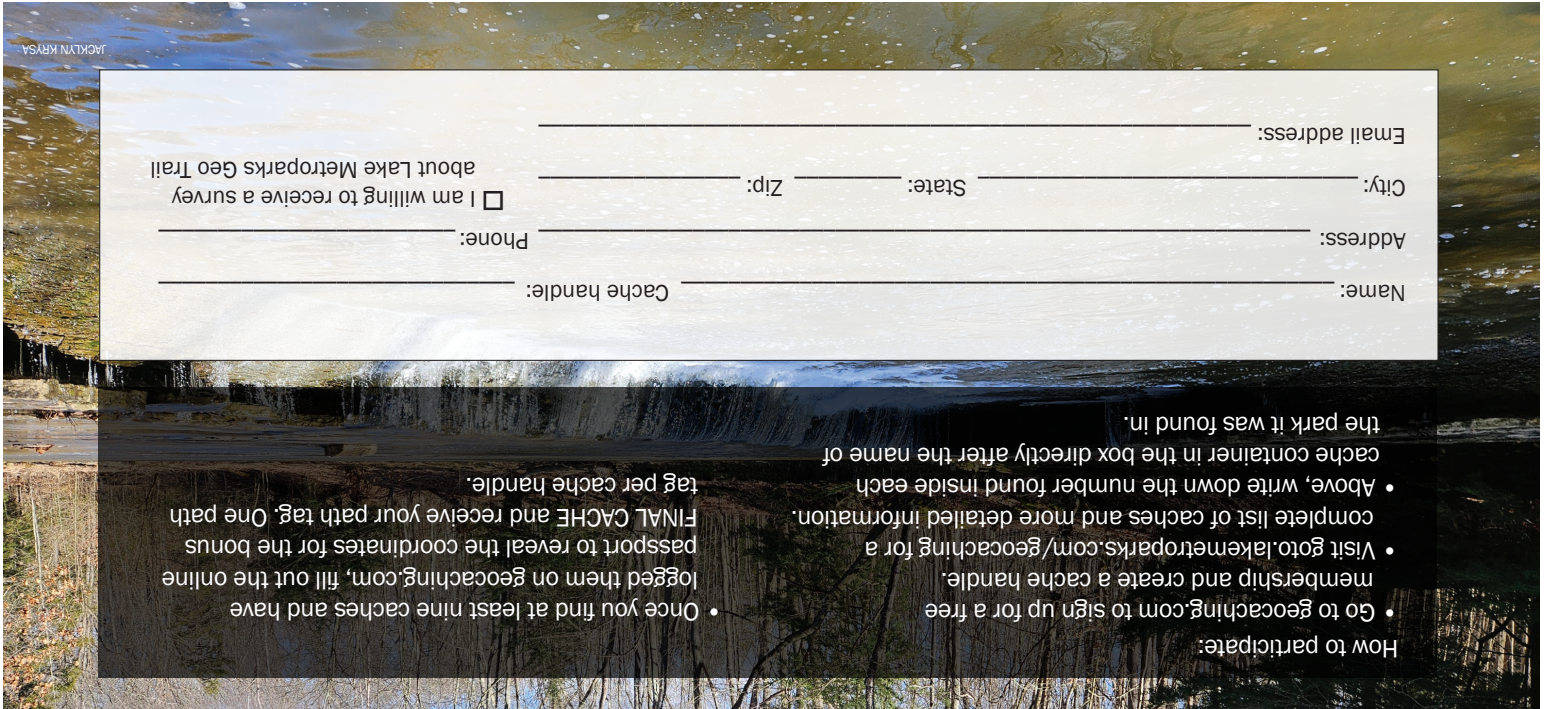 How to participate:
• Go to geocaching.com to sign up for a free
membership and create a cache handle.
• Visit goto.lakemetroparks.com/geocaching for a
complete list of caches and more detailed information.
• Above, write down the number found inside each
cache container in the box directly after the name of
the park it was found in.
• Once you find at least nine caches and have
logged them on geocaching.com, fill out the online
passport to reveal the coordinates for the bonus
FINAL CACHE and receive your path tag. One path
tag per cache handle.
Name: Cache handle:
Address: Phone:
City: State: Zip:
I am willing to receive a survey
about Lake Metroparks Geo Trail
Email address:
JACKLYN KRYSA